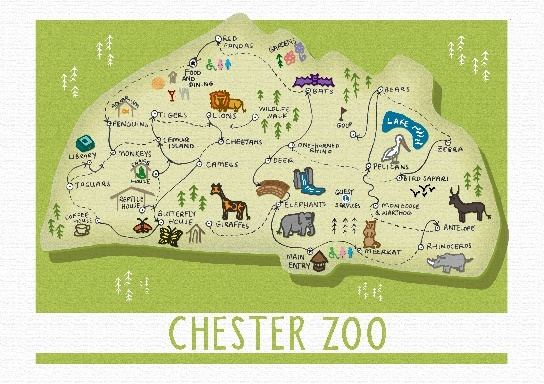 RED
PANDAS
GARDENS
FOOD
AND
DINING
BATS
BEARS
PENGUINS
TIGERS
LIONS
WILDLIFE
WALK
GOLF
LAKE
LEMUR
ISLAND
CHEETAHS
ONE-HORNED
RHINO
ZEBRA
LIBRARY
MONKEYS
CAMELS
DEER
PELICANS
BIRD SAFARI
HOUSE
JAGUARS
REPTILE
HOUSE
ELEPHANTS
GUEST
SERVICES
MONGOOSE
& WARTHOG
COFFEE
HOUSE
BUTTERFLY
HOUSE
GIRAFFES
ANTELOPE
MAIN
ENTRY
MEERKAT
RHINOCEROS
CHESTER ZOO